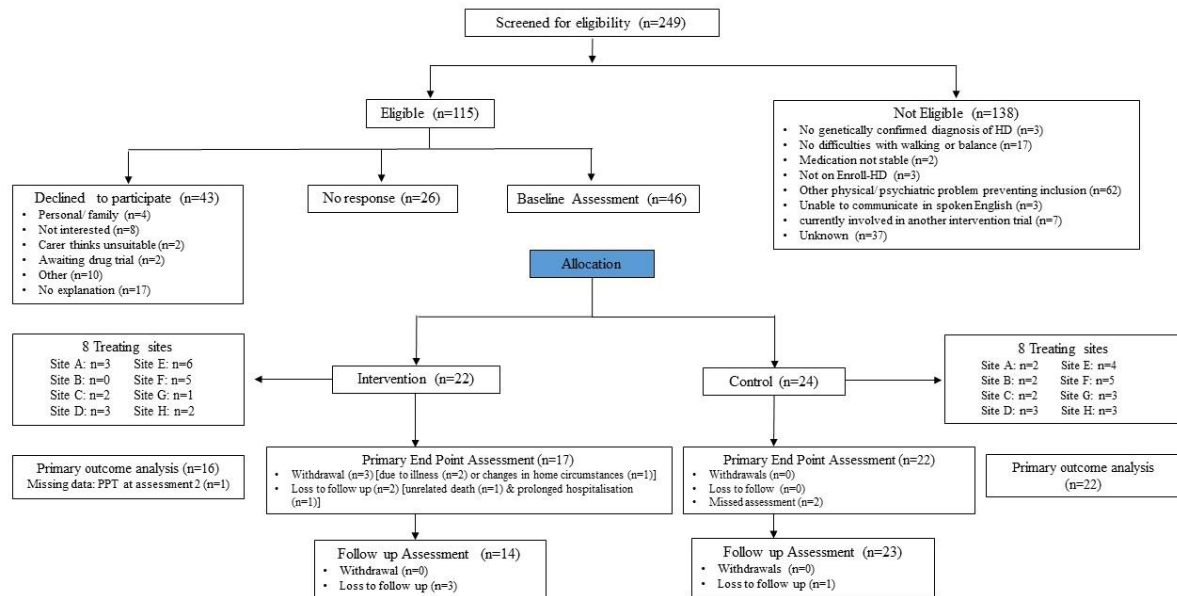 Screened for eligibility (n=249)
Eligible (n=115)
Not Eligible (n=138)
• No genetically confirmed diagnosis of HD (n=3)
• No difficulties with walking or balance (n=17)
• Medication not stable (n=2)
• Not on Enroll-HD (n=3)
• Other physical/ psychiatric problem preventing inclusion (n=62)
• Unable to communicate in spoken English (n=3)
• currently involved in another intervention trial (n=7)
• Unknown (n=37)
Declined to participate (n=43)
• Personal/ family (n=4)
• Not interested (n=8)
• Carer thinks unsuitable (n=2)
• Awaiting drug trial (n=2)
• Other (n=10)
• No explanation (n=17)
No response (n=26)
Baseline Assessment (n=46)
Allocation
8 Treating sites
Site A: n=3 Site E: n=6
Site B: n=0 Site F: n=5
Site C: n=2 Site G: n=1
Site D: n=3 Site H: n=2
Intervention (n=22)
Control (n=24)
8 Treating sites
Site A: n=2 Site E: n=4
Site B: n=2 Site F: n=5
Site C: n=2 Site G: n=3
Site D: n=3 Site H: n=3
Primary outcome analysis (n=16)
Missing data: PPT at assessment 2 (n=1)
Primary End Point Assessment (n=17)
• Withdrawal (n=3) [due to illness (n=2) or changes in home circumstances (n=1)]
• Loss to follow up (n=2) [unrelated death (n=1) & prolonged hospitalisation
(n=1)]
Primary End Point Assessment (n=22)
• Withdrawals (n=0)
• Loss to follow (n=0)
• Missed assessment (n=2)
Primary outcome analysis
(n=22)
Follow up Assessment (n=14)
• Withdrawal (n=0)
• Loss to follow up (n=3)
Follow up Assessment (n=23)
• Withdrawals (n=0)
• Loss to follow up (n=1)